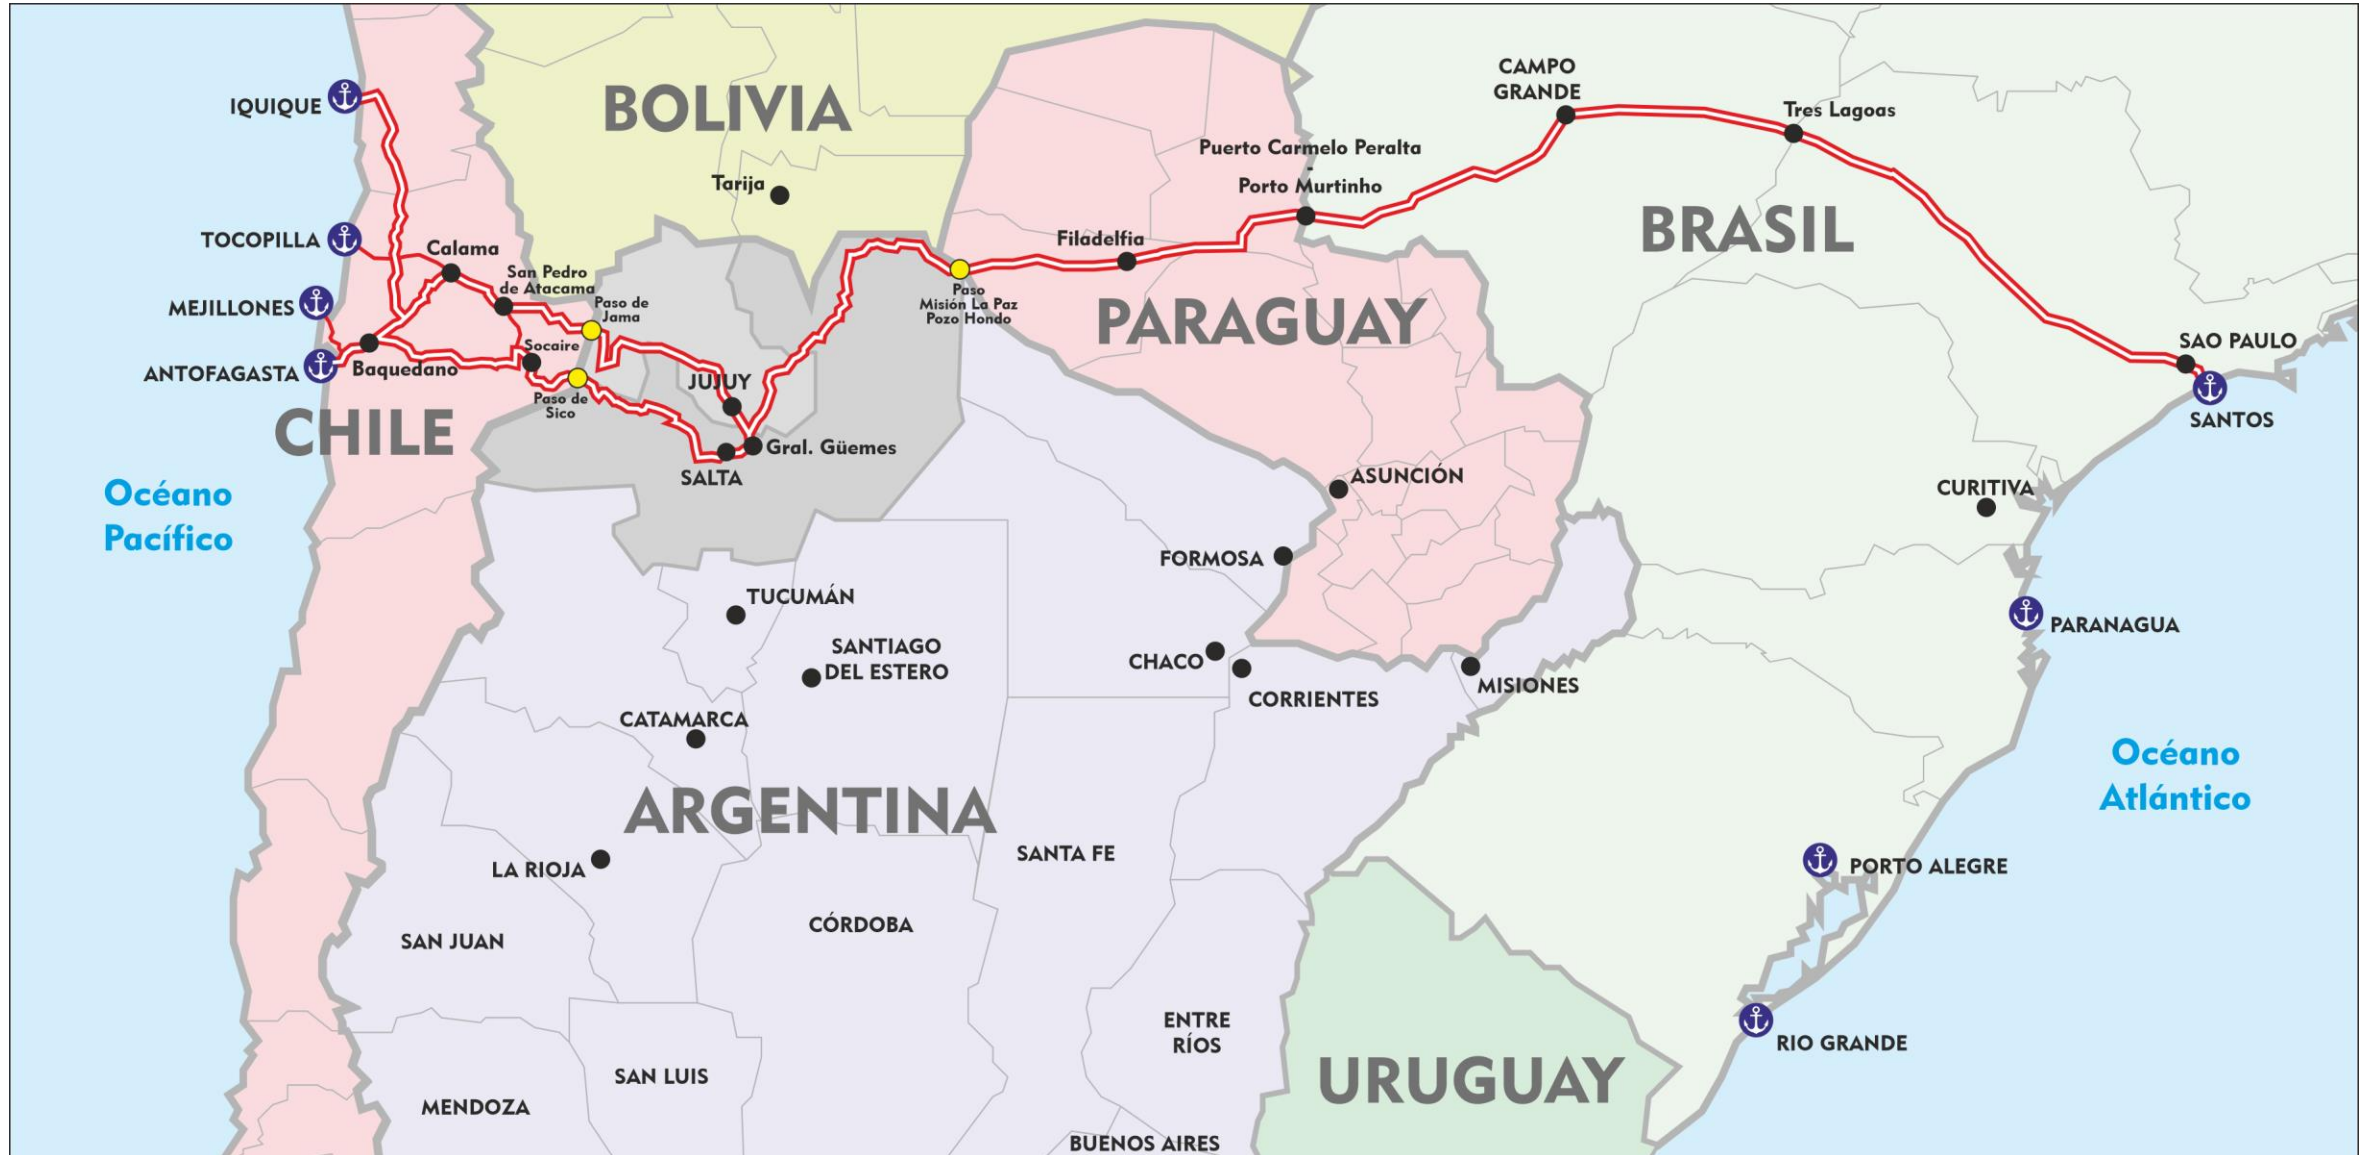 CAMPO
GRANDE
IQUIQUE
BOLIVIA
Tres Lagoas
Puerto Carmelo Peralta
-
Porto Murtinho
Tarija
TOCOPILLA
Calama
Filadelfia
BRASIL
San Pedro
de Atacama
Paso de
Jama
Paso
Misión La Paz
Pozo Hondo
MEJILLONES
PARAGUAY
Socaire
SAO PAULO
ANTOFAGASTA
Baquedano
JUJUY
Paso de
Sico
SANTOS
CHILE
Gral. Güemes
SALTA
ASUNCIÓN
CURITIVA
Océano
Pacífico
FORMOSA
TUCUMÁN
PARANAGUA
SANTIAGO
DEL ESTERO
CHACO
MISIONES
CORRIENTES
CATAMARCA
Océano
Atlántico
ARGENTINA
SANTA FE
LA RIOJA
PORTO ALEGRE
CÓRDOBA
SAN JUAN
ENTRE
RÍOS
RIO GRANDE
SAN LUIS
URUGUAY
MENDOZA
BUENOS AIRES